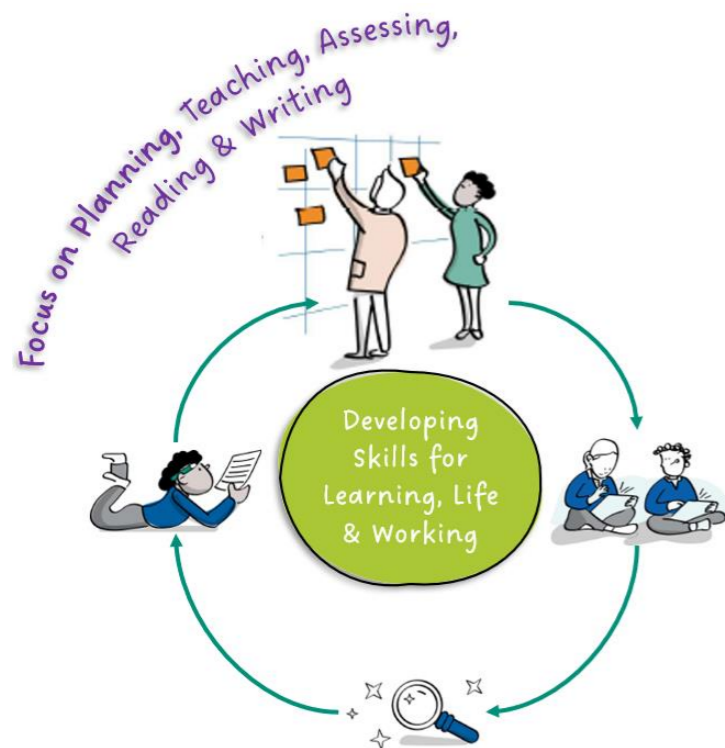 Focus on Planning, Teaching, Assessing,
Reading & Writing
Developing
Skills for
Learning, Life
& Working